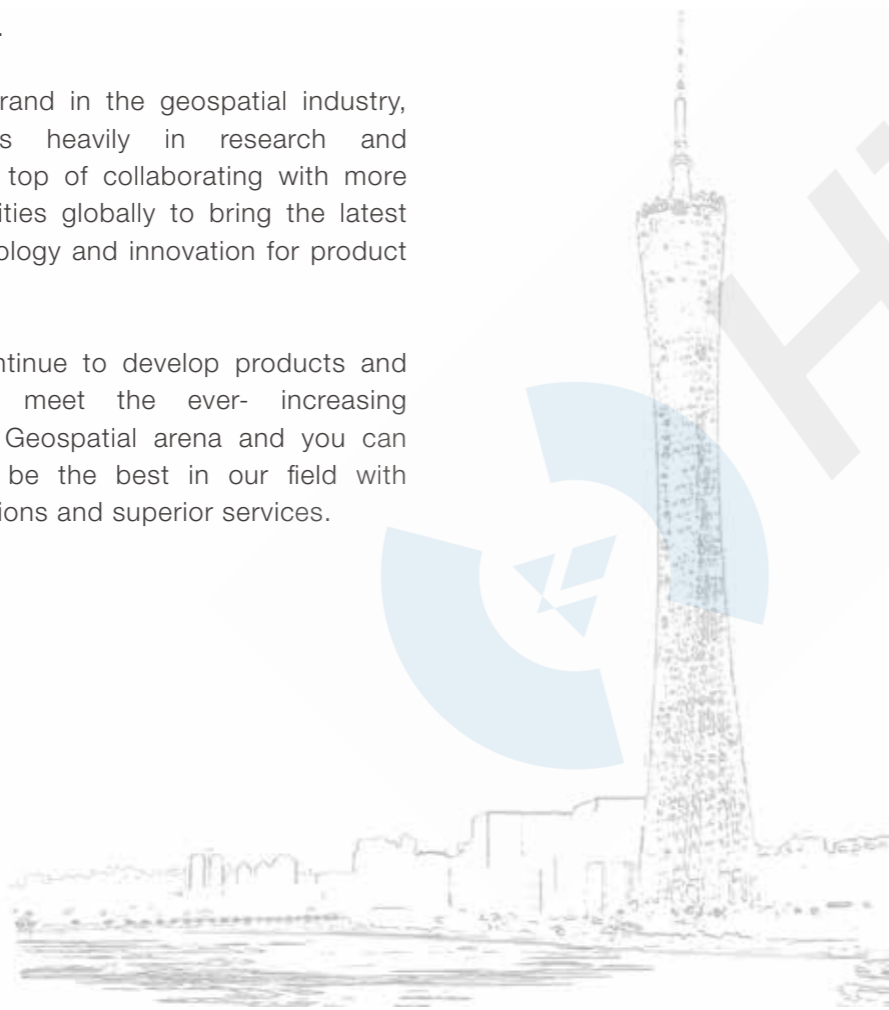 .
rand in the geospatial industry,
s heavily in research and
top of collaborating with more
ities globally to bring the latest
ology and innovation for product
ntinue to develop products and
meet the ever- increasing
Geospatial arena and you can
be the best in our field with
ions and superior services.
H